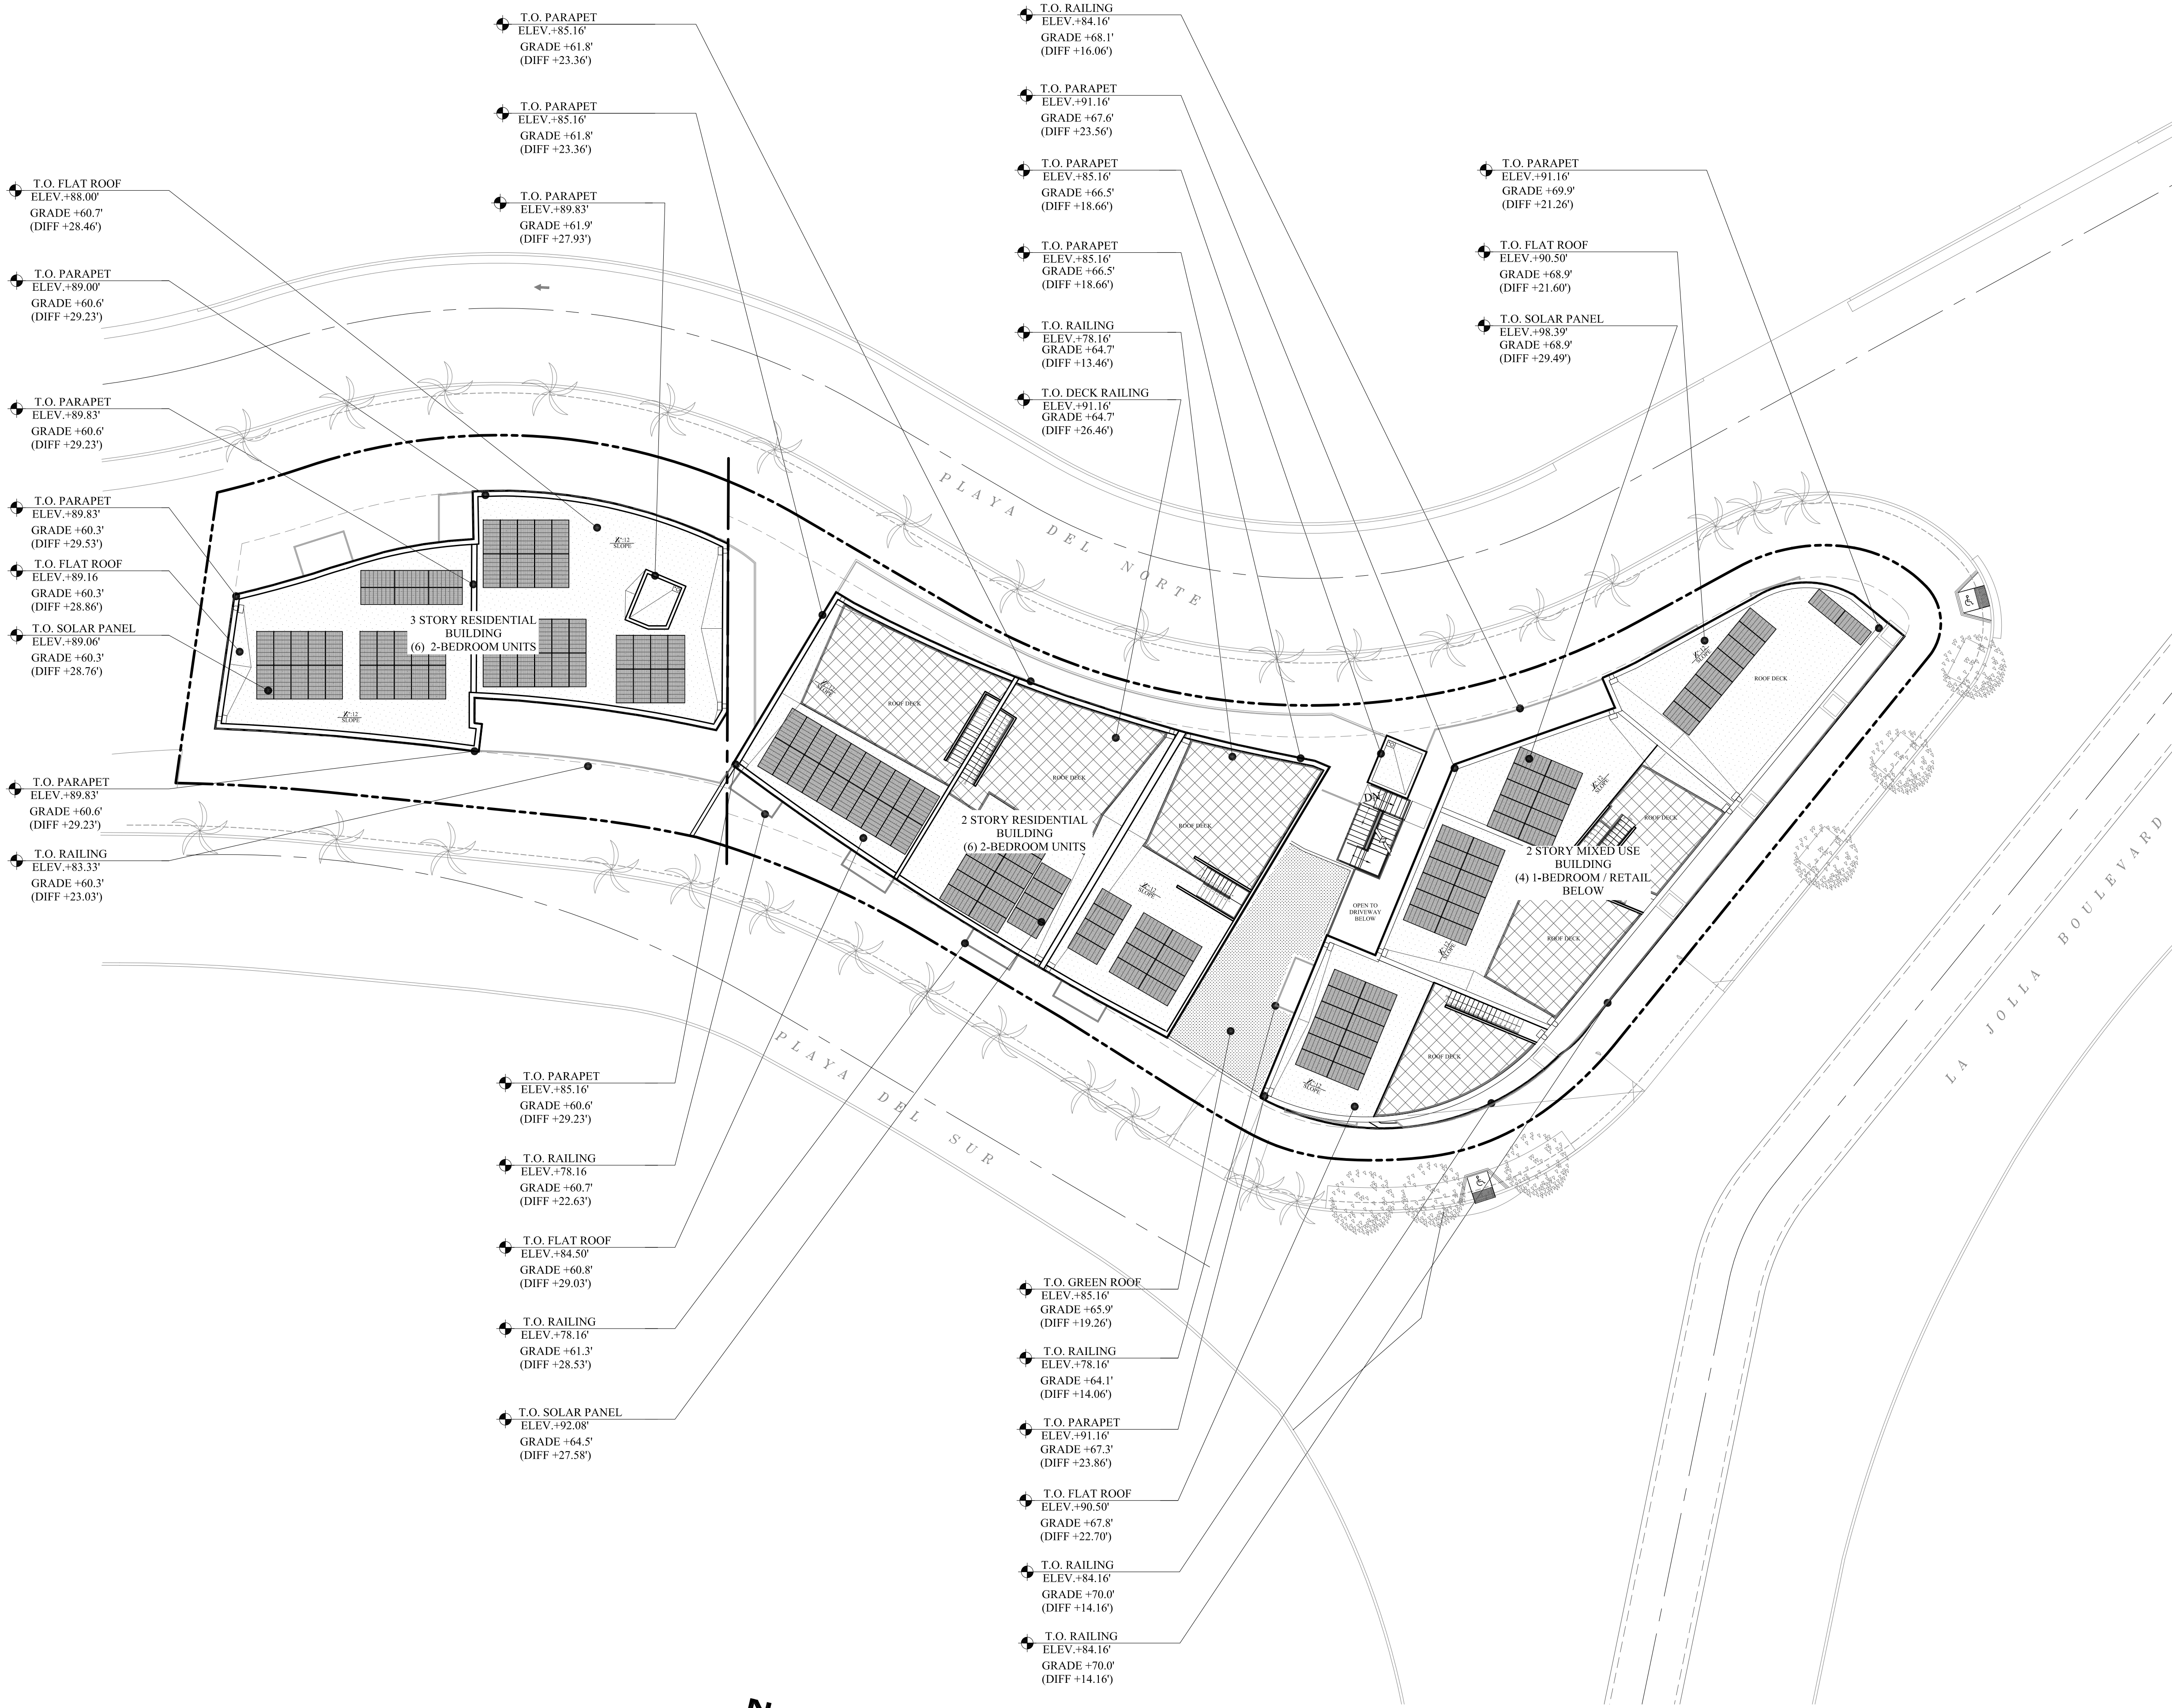 T.O. PARAPET
ELEV.+85.16'
GRADE +61.8'
(DIFF +23.36')
T.O. PARAPET
ELEV.+85.16'
GRADE +61.8'
(DIFF +23.36')
T.O. PARAPET
ELEV.+89.83'
GRADE +61.9'
(DIFF +27.93')
T.O. RAILING
ELEV.+84.16'
GRADE +68.1'
(DIFF +16.06')
T.O. PARAPET
ELEV.+91.16'
GRADE +67.6'
(DIFF +23.56')
T.O. PARAPET
ELEV.+85.16'
GRADE +66.5'
(DIFF +18.66')
T.O. PARAPET
ELEV.+85.16'
GRADE +66.5'
(DIFF +18.66')
T.O. RAILING
ELEV.+78.16'
GRADE +64.7'
(DIFF +13.46')
T.O. DECK RAILING
ELEV.+91.16'
GRADE +64.7'
(DIFF +26.46')
T.O. PARAPET
ELEV.+91.16'
GRADE +69.9'
(DIFF +21.26')
T.O. FLAT ROOF
ELEV.+90.50'
GRADE +68.9'
(DIFF +21.60')
T.O. SOLAR PANEL
ELEV.+98.39'
GRADE +68.9'
(DIFF +29.49')
T.O. FLAT ROOF
ELEV.+88.00'
GRADE +60.7'
(DIFF +28.46')
T.O. PARAPET
ELEV.+89.00'
GRADE +60.6'
(DIFF +29.23')
T.O. PARAPET
ELEV.+89.83'
GRADE +60.6'
(DIFF +29.23')
T.O. PARAPET
ELEV.+89.83'
GRADE +60.3'
(DIFF +29.53')
T.O. FLAT ROOF
ELEV.+89.16
GRADE +60.3'
(DIFF +28.86')
T.O. SOLAR PANEL
ELEV.+89.06'
GRADE +60.3'
(DIFF +28.76')
T.O. PARAPET
ELEV.+89.83'
GRADE +60.6'
(DIFF +29.23')
T.O. RAILING
ELEV.+83.33'
GRADE +60.3'
(DIFF +23.03')
PLAYA DEL NORTE
SLOPE
3 STORY RESIDENTIAL
BUILDING
(6) 2-BEDROOM UNITS
SLOPE
SLOPE
ROOF DECK
ROOF DECK
ROOF DECK
2 STORY RESIDENTIAL
BUILDING
(6) 2-BEDROOM UNITS
SLOPE
DN
OPEN TO
DRIVEWAY
BELOW
SLOPE
ROOF DECK
SLOPE
ROOF DECK
2 STORY MIXED USE
BUILDING
(4) 1-BEDROOM / RETAIL
BELOW
ROOF DECK
SLOPE
ROOF DECK
SLOPE
PLAYA DEL SUR
LA JOLLA BOULEVARD
T.O. PARAPET
ELEV.+85.16'
GRADE +60.6'
(DIFF +29.23')
T.O. RAILING
ELEV.+78.16
GRADE +60.7'
(DIFF +22.63')
T.O. FLAT ROOF
ELEV.+84.50'
GRADE +60.8'
(DIFF +29.03')
T.O. RAILING
ELEV.+78.16'
GRADE +61.3'
(DIFF +28.53')
T.O. SOLAR PANEL
ELEV.+92.08'
GRADE +64.5'
(DIFF +27.58')
T.O. GREEN ROOF
ELEV.+85.16'
GRADE +65.9'
(DIFF +19.26')
T.O. RAILING
ELEV.+78.16'
GRADE +64.1'
(DIFF +14.06')
T.O. PARAPET
ELEV.+91.16'
GRADE +67.3'
(DIFF +23.86')
T.O. FLAT ROOF
ELEV.+90.50'
GRADE +67.8'
(DIFF +22.70')
T.O. RAILING
ELEV.+84.16'
GRADE +70.0'
(DIFF +14.16')
T.O. RAILING
ELEV.+84.16'
GRADE +70.0'
(DIFF +14.16')
N